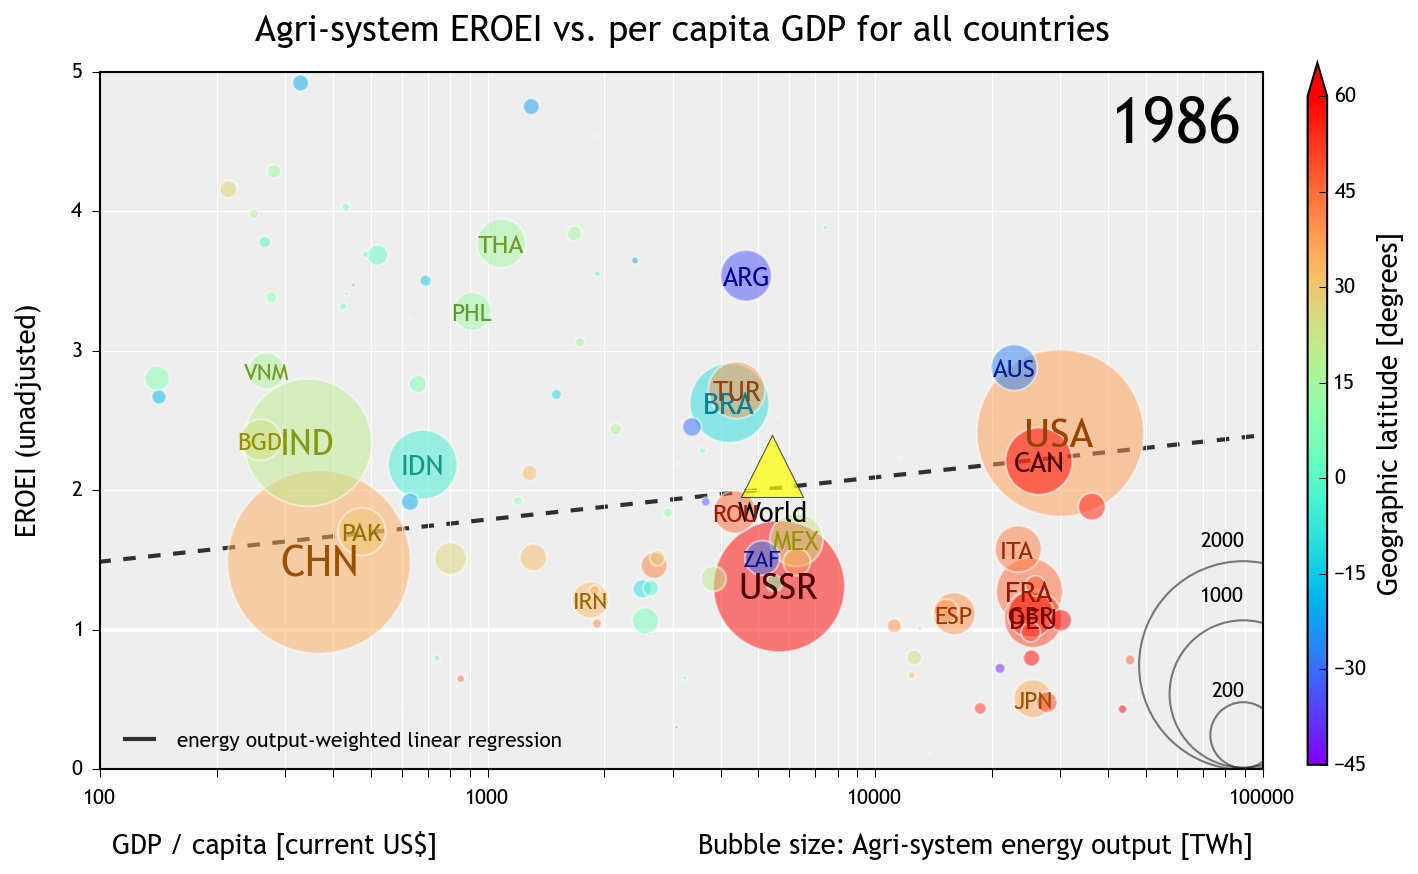 Agri-system EROEI vs. per capita GDP for all countries
1986
EROEI (unadjusted)
5
4
3
2
1
0
THA
ARG
PHL
VNM
AUS
TUR
BRA
BGD
IND
USA
IDN
CAN
World
ROU
PAK
MEX
CHN
ZAF
USSR
ITA
IRN
FRA
ESP
GBR
DEU
JPN
2000
1000
200
energy output-weighted linear regression
100
1000
10000
100000
GDP / capita [current US$]
Bubble size: Agri-system energy output [TWh]
60
45
30
15
0
−15
−30
−45
Geographic latitude [degrees]